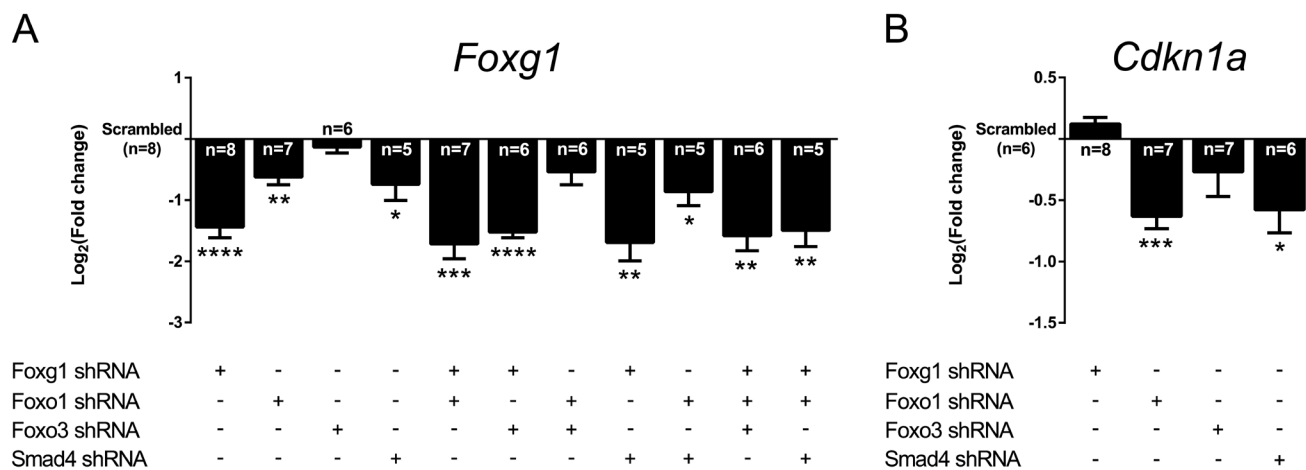 A
Foxg1
1
0
-1
-2
-3
Log2(Fold change)
Scrambled
(n=8)
n=8
n=7
n=6
n=5
n=7
n=6
n=6
n=5
n=5
n=6
n=5
****
**
*
***
****
**
*
**
**
Foxg1 shRNA + - - - + + - + - + +
Foxo1 shRNA - + - - + - + - + + +
Foxo3 shRNA - - + - - + + - - + -
Smad4 shRNA - - - + - - - + + - +
B
Cdkn1a
0.5
-0.5
-1.0
-1.5
Log2(Fold change)
Scrambled
(n=6)
n=8
n=7
n=7
n=6
***
*
Foxg1 shRNA + - - -
Foxo1 shRNA - + - -
Foxo3 shRNA - - + -
Smad4 shRNA - - - +